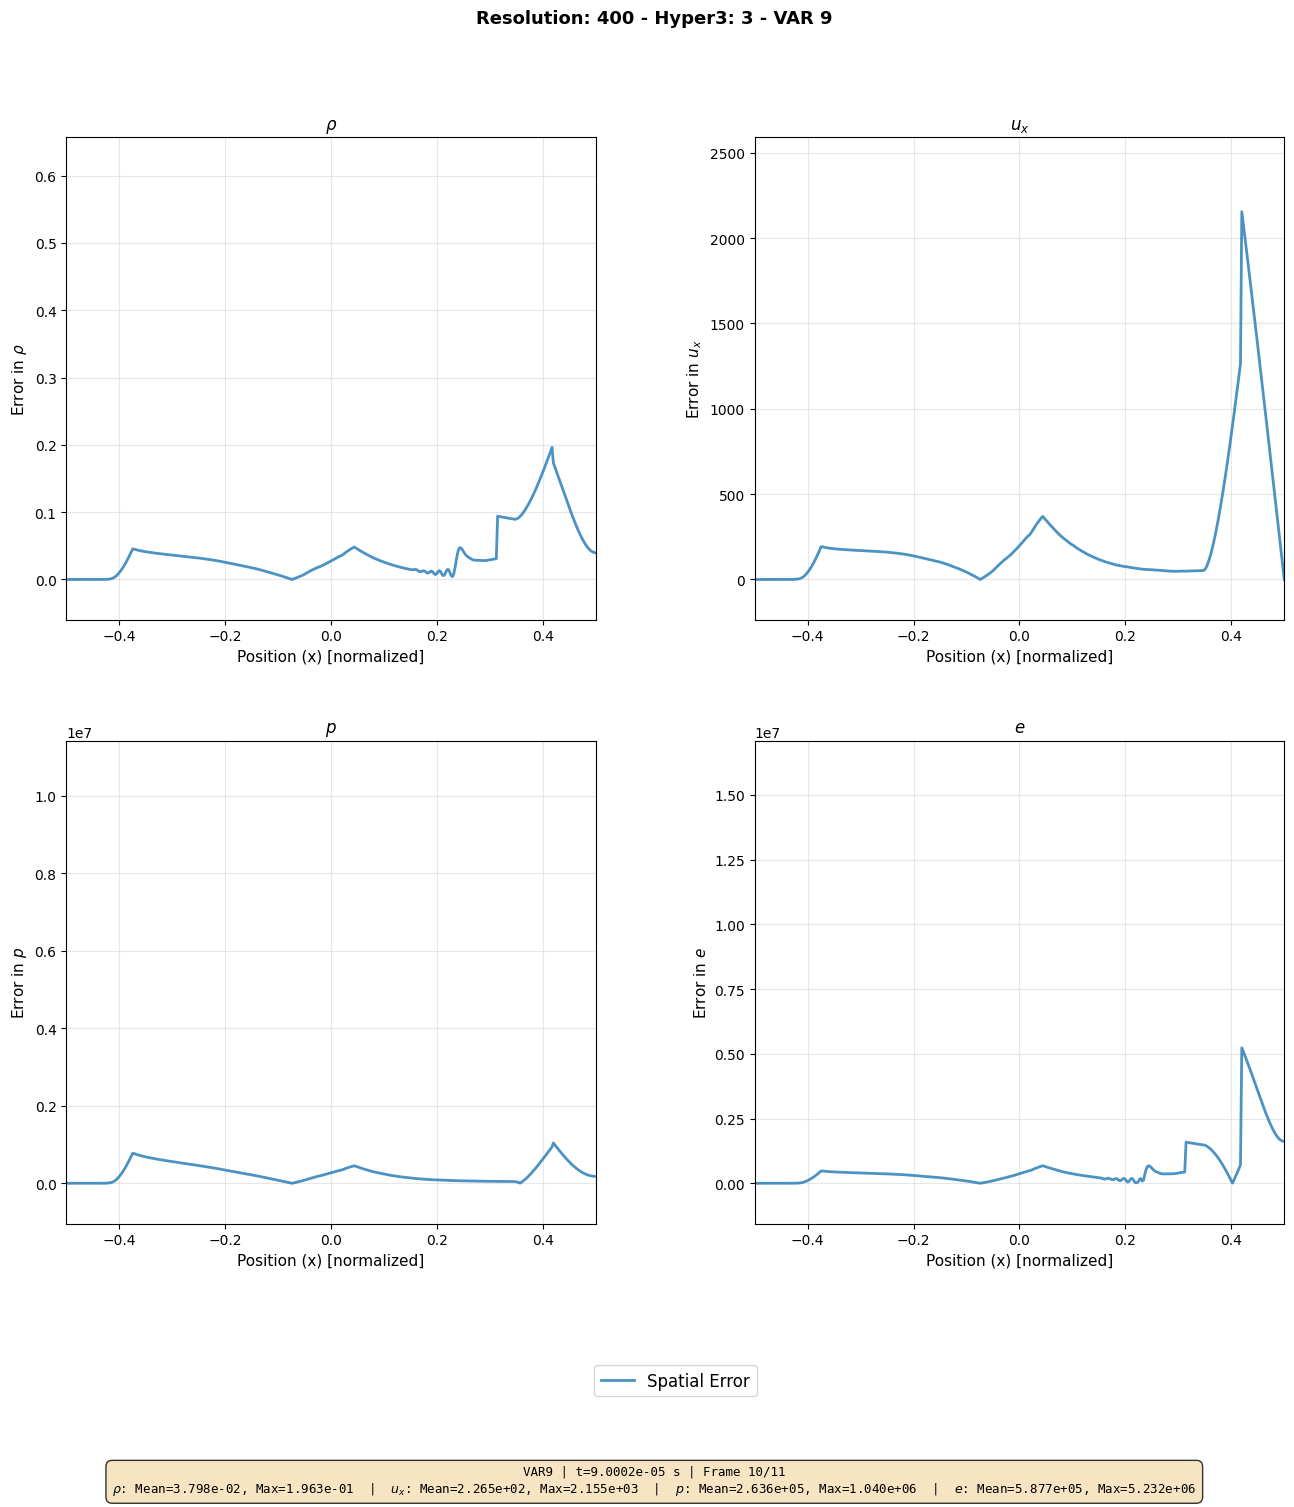 Resolution: 400 - Hyper3: 3 - VAR 9
ρ
0.6
0.5
0.4
0.3
0.2
0.1
0.0
Error in ρ
−0.4 −0.2 0.0 0.2 0.4
Position (x) [normalized]
u_x
2500
2000
1500
1000
500
0
Error in u_x
−0.4 −0.2 0.0 0.2 0.4
Position (x) [normalized]
p
1e7
1.0
0.8
0.6
0.4
0.2
0.0
Error in p
−0.4 −0.2 0.0 0.2 0.4
Position (x) [normalized]
e
1e7
1.50
1.25
1.00
0.75
0.50
0.25
0.00
Error in e
−0.4 −0.2 0.0 0.2 0.4
Position (x) [normalized]
Spatial Error
VAR9 | t=9.0002e-05 s | Frame 10/11
ρ: Mean=3.798e-02, Max=1.963e-01 | u_x: Mean=2.265e+02, Max=2.155e+03 | p: Mean=2.636e+05, Max=1.040e+06 | e: Mean=5.877e+05, Max=5.232e+06